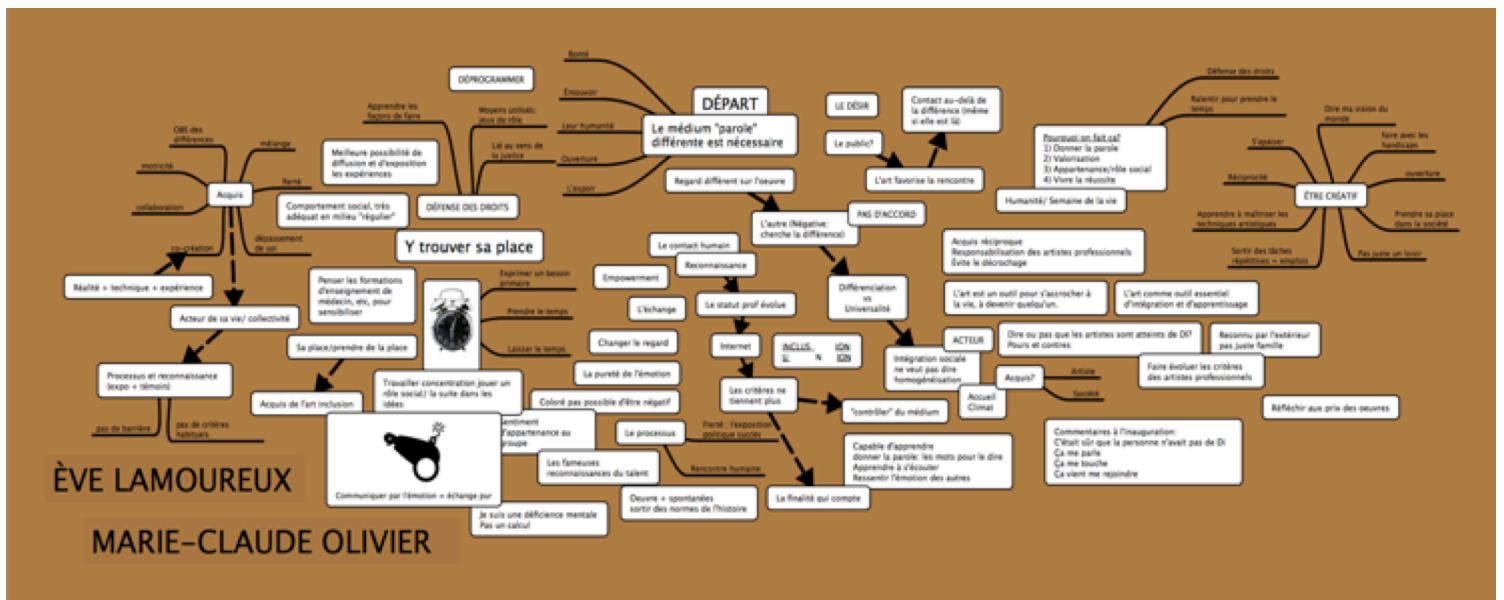 Bonté
DÉPROGRAMMER
Émouvoir
Leur humanité
Ouverture
L'espoir
DÉPART
Le médium "parole"
différente est nécessaire
LE DÉSIR
Le public?
Contact au-delà de
la différence (même
si elle est là)
L'art favorise la rencontre
Regard différent sur l'oeuvre
L'autre (Négative:
cherche la différence)
PAS D'ACCORD
Défense des droits
Ralentir pour prendre le
temps
Pourquoi on fait ça?
1) Donner la parole
2) Valorisation
3) Appartenance/rôle social
4) Vivre la réussite
Humanité/ Semaine de la vie
Dire ma vision du
monde
S'apaiser
faire avec les
handicaps
Réciprocité
ouverture
ÊTRE CRÉATIF
Apprendre à maîtriser les
techniques artistiques
Prendre sa place
dans la société
Sortir des tâches
répétitives = emplois
Pas juste un loisir
Apprendre les
façons de faire
Moyens utilisés:
jeux de rôle
Lié au sens de
la justice
DÉFENSE DES DROITS
OBS des
différences
mélange
motricité
Acquis
Fierté
collaboration
co-création
dépassement
de soi
Meilleure possibilité de
diffusion et d'exposition
les expériences
Comportement social, très
adéquat en milieu "régulier"
Y trouver sa place
Réalité + technique + expérience
Acteur de sa vie/ collectivité
Penser les formations
d'enseignement de
médecin, etc, pour
sensibiliser
Sa place/prendre de la place
Processus et reconnaissance
(expo + témoin)
Acquis de l'art inclusion
pas de barrière
pas de critères
habituels
Exprimer un besoin
primaire
Prendre le temps
Laisser le temps
Travailler concentration jouer un
rôle social/ la suite dans les
idées
Communiquer par l'émotion = échange pur
Sentiment
d'appartenance au
groupe
Le contact humain
Reconnaissance
Empowerment
Le statut prof évolue
L'échange
Changer le regard
Internet
INCLUS ION
U N ION
La pureté de l'émotion
Les critères ne
tiennent plus
Coloré pas possible d'être négatif
"contrôler" du médium
Le processus
Fierté : l'exposition
politique succès
Rencontre humaine
Les fameuses
reconnaissances du talent
Oeuvre + spontanées
sortir des normes de l'histoire
La finalité qui compte
Je suis une déficience mentale
Pas un calcul
Différenciation
vs
Universalité
Intégration sociale
ne veut pas dire
homogénéisation
ACTEUR
Accueil
Climat
Acquis?
Artiste
Société
Acquis réciproque
Responsabilisation des artistes professionnels
Évite le décrochage
L'art est un outil pour s'accrocher à
la vie, à devenir quelqu'un.
L'art comme outil essentiel
d'intégration et d'apprentissage
Dire ou pas que les artistes sont atteints de DI?
Pours et contres
Reconnu par l'extérieur
pas juste famille
Faire évoluer les critères
des artistes professionnels
Réfléchir aux prix des oeuvres
Capable d'apprendre
donner la parole: les mots pour le dire
Apprendre à s'écouter
Ressentir l'émotion des autres
Commentaires à l'inauguration:
C'était sûr que la personne n'avait pas de Di
Ça me parle
Ça me touche
Ça vient me rejoindre
ÈVE LAMOUREUX
MARIE-CLAUDE OLIVIER